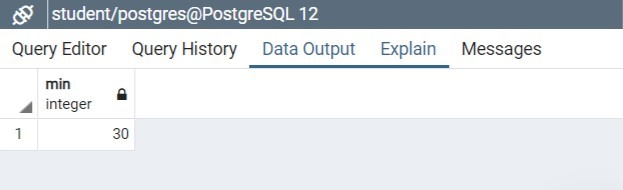 student/postgres@PostgreSQL 12
Query Editor Query History Data Output Explain Messages
min
integer
1 30